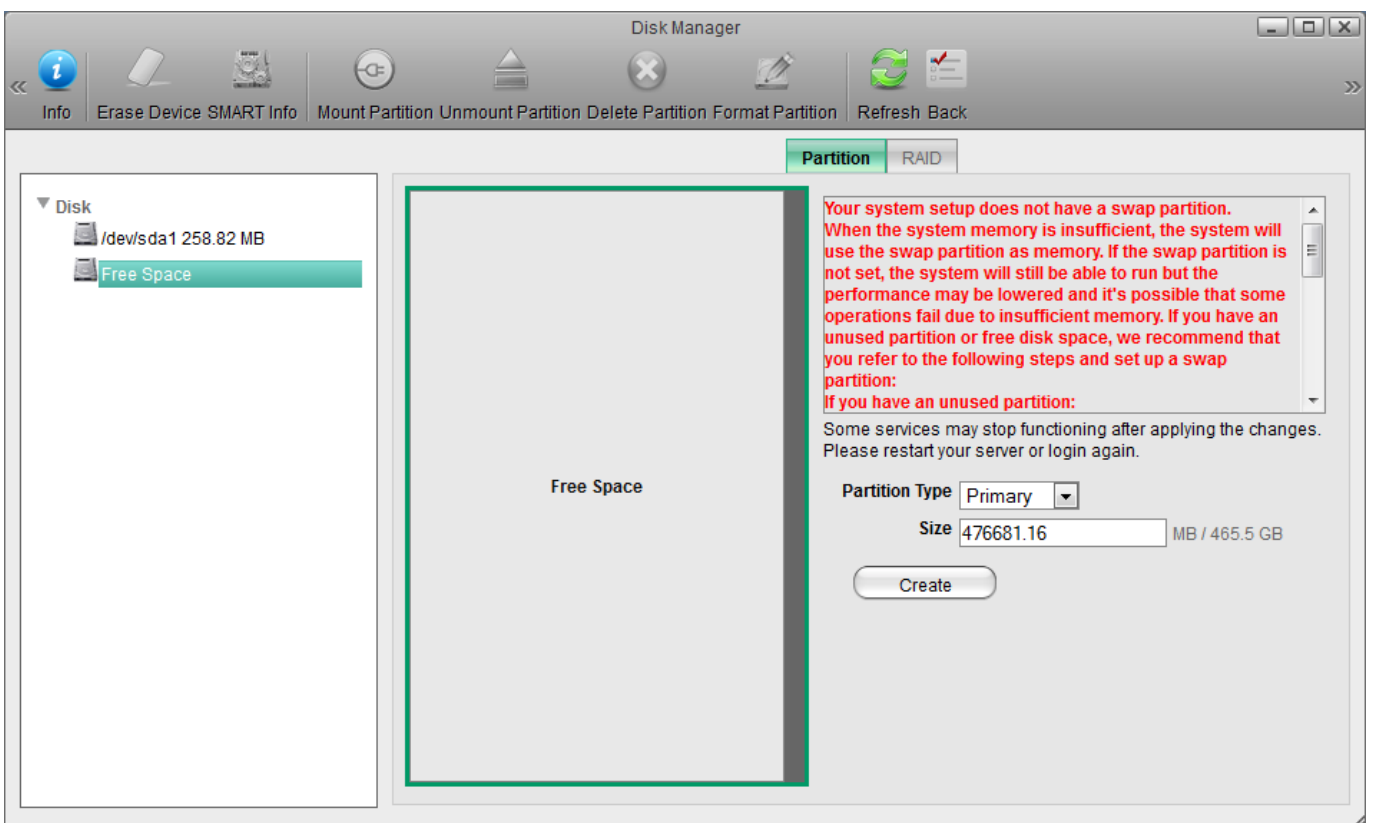 Disk Manager
Info Erase Device SMART Info Mount Partition Unmount Partition Delete Partition Format Partition Refresh Back
Partition RAID
Disk
/dev/sda1 258.82 MB
Free Space
Free Space
Your system setup does not have a swap partition.
When the system memory is insufficient, the system will
use the swap partition as memory. If the swap partition is
not set, the system will still be able to run but the
performance may be lowered and it's possible that some
operations fail due to insufficient memory. If you have an
unused partition or free disk space, we recommend that
you refer to the following steps and set up a swap
partition:
If you have an unused partition:
Some services may stop functioning after applying the changes.
Please restart your server or login again.
Partition Type Primary
Size 476681.16 MB / 465.5 GB
Create